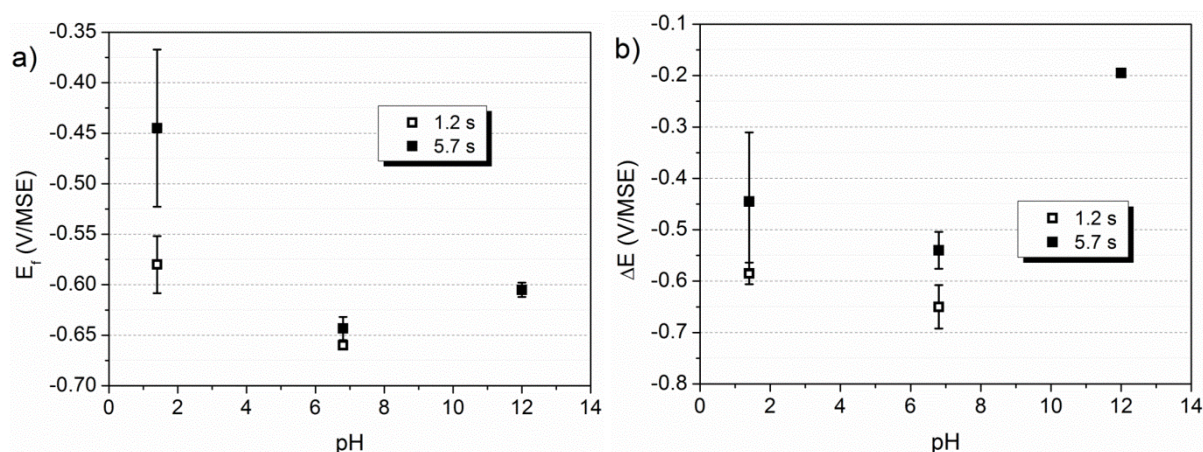 a)
E_f (V/MSE)
-0.35
-0.40
-0.45
-0.50
-0.55
-0.60
-0.65
-0.70
0 2 4 6 8 10 12 14
pH
1.2 s
5.7 s
b)
ΔE (V/MSE)
-0.1
-0.2
-0.3
-0.4
-0.5
-0.6
-0.7
-0.8
0 2 4 6 8 10 12 14
pH
1.2 s
5.7 s